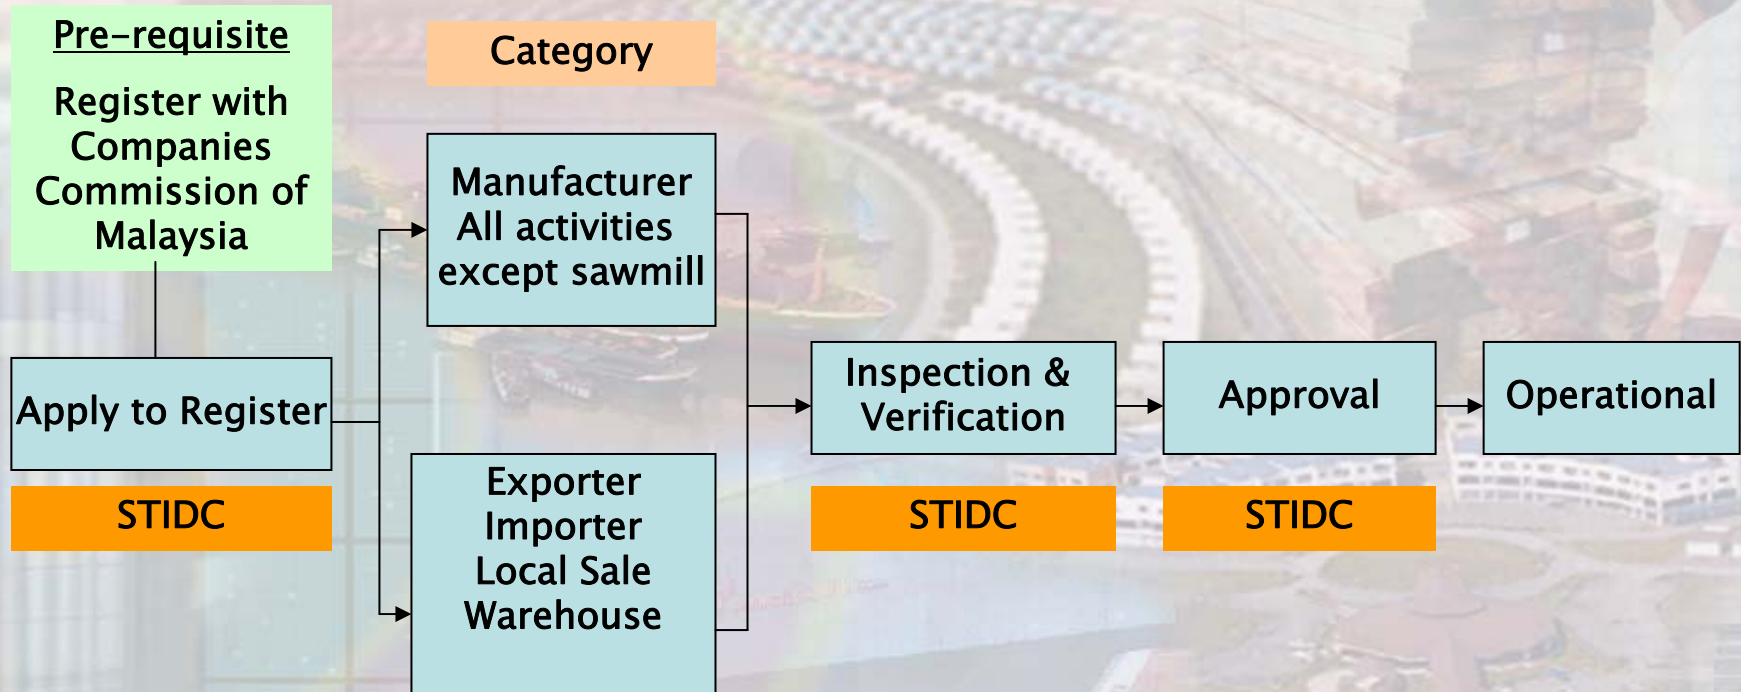 Pre-requisite
Register with
Companies
Commission of
Malaysia
Category
Manufacturer
All activities
except sawmill
Apply to Register
STIDC
Exporter
Importer
Local Sale
Warehouse
Inspection &
Verification
STIDC
Approval
STIDC
Operational